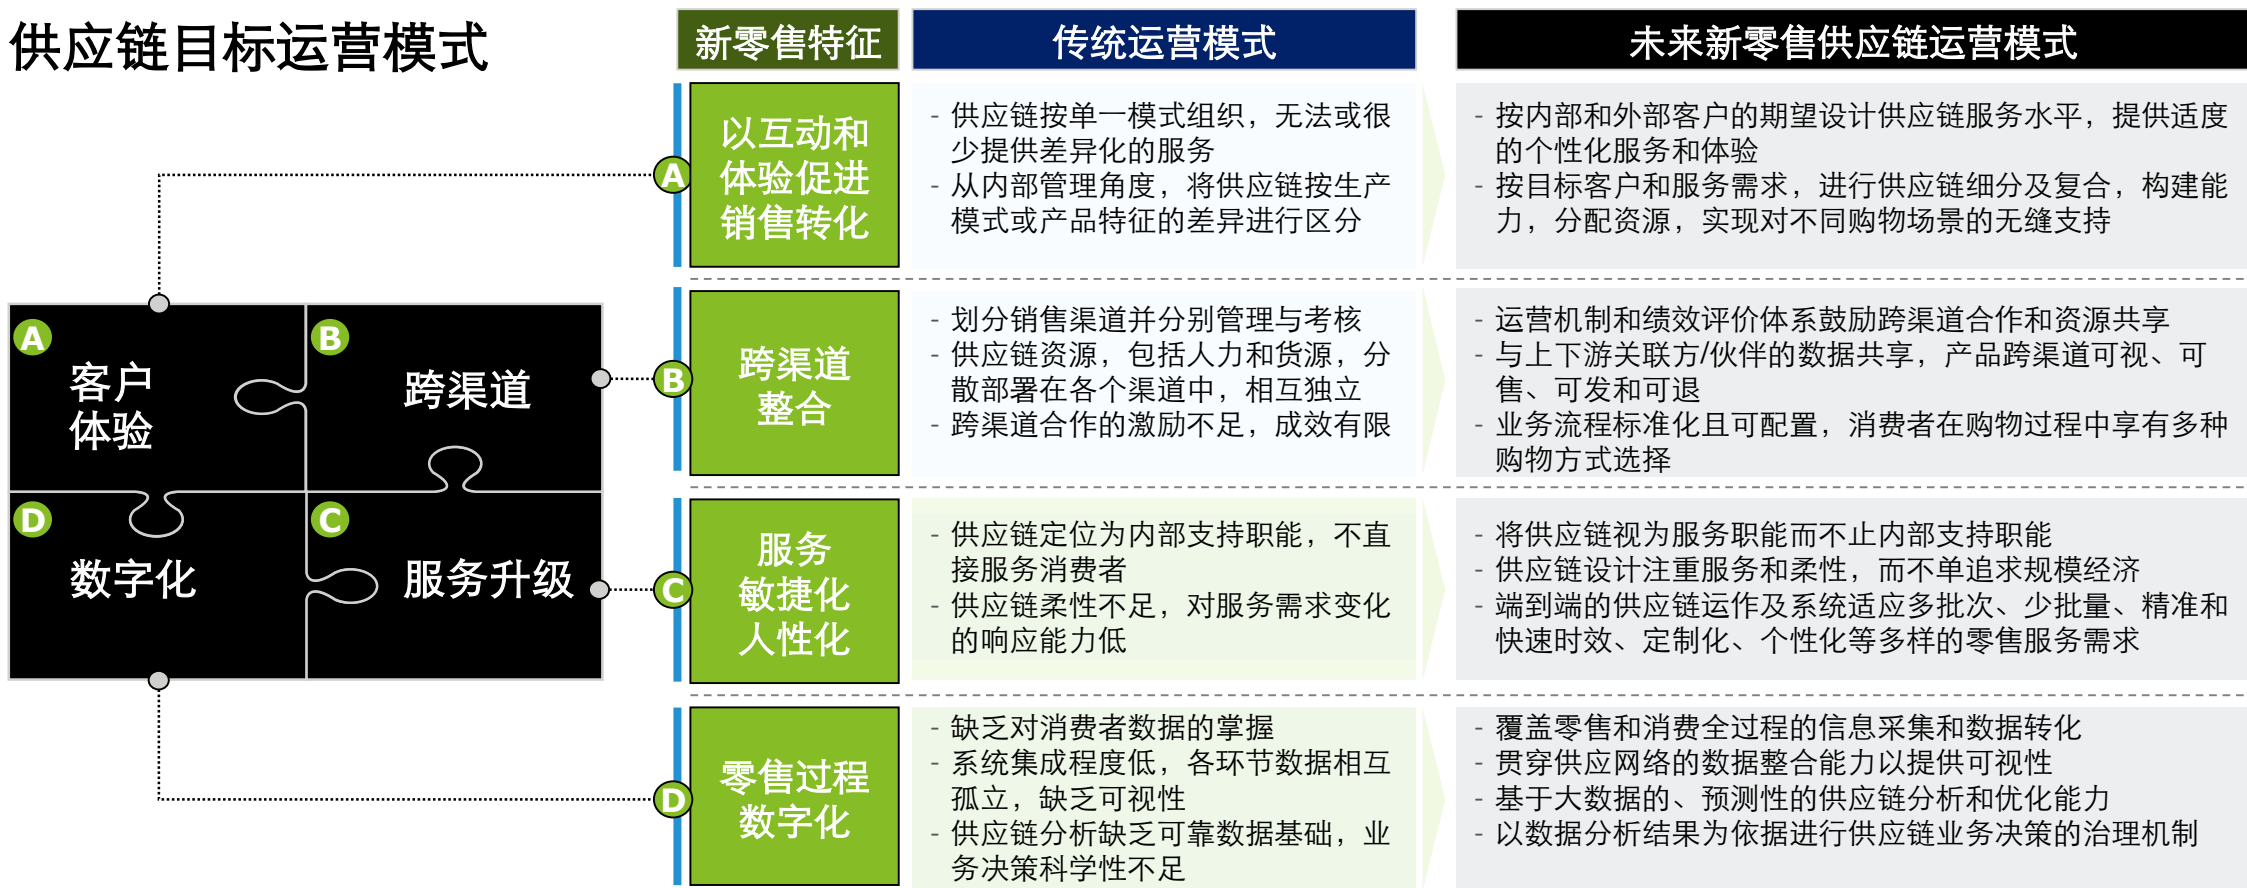 供应链目标运营模式
新零售特征
传统运营模式
未来新零售供应链运营模式
A
客户
体验
B
跨渠道
D
数字化
C
服务升级
A
以互动和
体验促进
销售转化
- 供应链按单一模式组织，无法或很
少提供差异化的服务
- 从内部管理角度，将供应链按生产
模式或产品特征的差异进行区分
- 按内部和外部客户的期望设计供应链服务水平，提供适度
的个性化服务和体验
- 按目标客户和服务需求，进行供应链细分及复合，构建能
力，分配资源，实现对不同购物场景的无缝支持
B
跨渠道
整合
- 划分销售渠道并分别管理与考核
- 供应链资源，包括人力和货源，分
散部署在各个渠道中，相互独立
- 跨渠道合作的激励不足，成效有限
- 运营机制和绩效评价体系鼓励跨渠道合作和资源共享
- 与上下游关联方/伙伴的数据共享，产品跨渠道可视、可
售、可发和可退
- 业务流程标准化且可配置，消费者在购物过程中享有多种
购物方式选择
C
服务
敏捷化
人性化
- 供应链定位为内部支持职能，不直
接服务消费者
- 供应链柔性不足，对服务需求变化
的响应能力低
- 将供应链视为服务职能而不止内部支持职能
- 供应链设计注重服务和柔性，而不单追求规模经济
- 端到端的供应链运作及系统适应多批次、少批量、精准和
快速时效、定制化、个性化等多样的零售服务需求
D
零售过程
数字化
- 缺乏对消费者数据的掌握
- 系统集成程度低，各环节数据相互
孤立，缺乏可视性
- 供应链分析缺乏可靠数据基础，业
务决策科学性不足
- 覆盖零售和消费全过程的信息采集和数据转化
- 贯穿供应网络的数据整合能力以提供可视性
- 基于大数据的、预测性的供应链分析和优化能力
- 以数据分析结果为依据进行供应链业务决策的治理机制